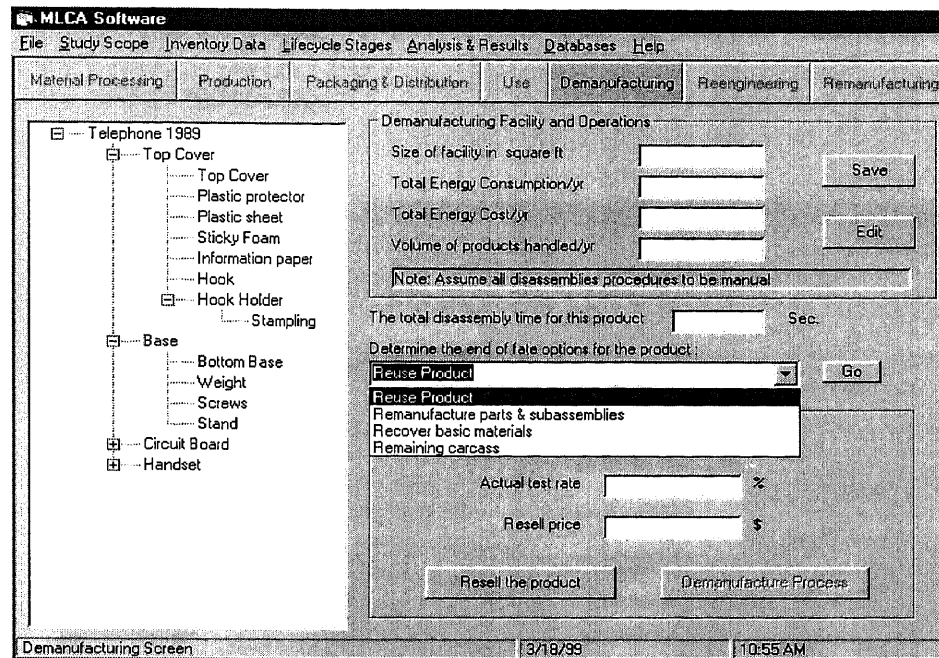 MLCA Software
File Study Scope Inventory Data Lifecycle Stages Analysis & Results Databases Help
Material Processing Production Packaging & Distribution Use Demanufacturing Reengineering Remanufacturing
Telephone 1989
Top Cover
Top Cover
Plastic protector
Plastic sheet
Sticky Foam
Information paper
Hook
Hook Holder
Stampling
Base
Bottom Base
Weight
Screws
Stand
Circuit Board
Handset
Demanufacturing Facility and Operations
Size of facility in square ft
Total Energy Consumption/yr
Total Energy Cost/yr
Volume of products handled/yr
Save
Edit
Note: Assume all disassemblies procedures to be manual
The total disassembly time for this product Sec.
Determine the end of fate options for the product :
Reuse Product Go
Reuse Product
Remanufacture parts & subassemblies
Recover basic materials
Remaining carcass
Actual test rate %
Resell price $
Resell the product Demanufacture Process
Demanufacturing Screen 3/18/99 10:55 AM